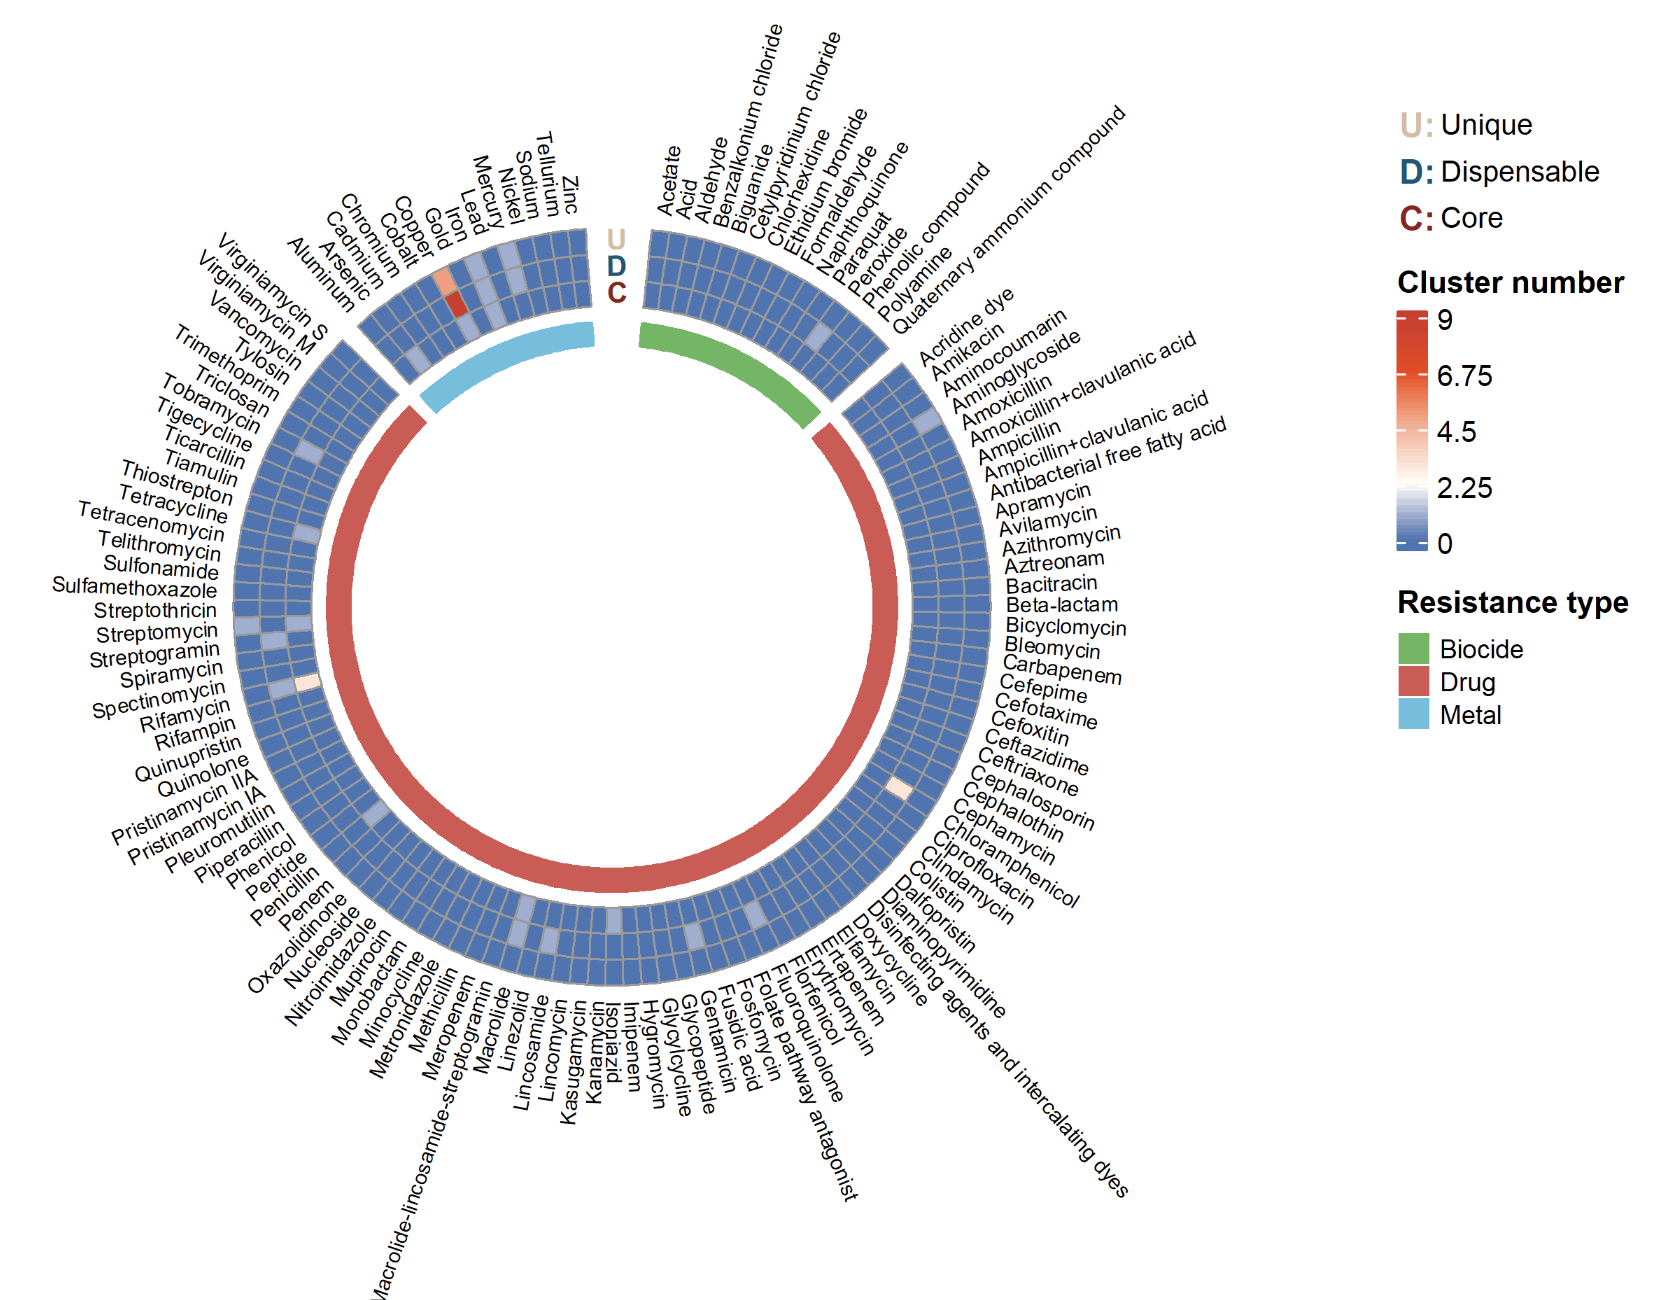 Acetate
Acid
Aldehyde
Benzalkonium chloride
Biguanide
Cetylpyridinium chloride
Chlorhexidine
Ethidium bromide
Formaldehyde
Naphthoquinone
Paraquat
Peroxide
Phenolic compound
Polyamine
Quaternary ammonium compound
Acridine dye
Amikacin
Aminocoumarin
Aminoglycoside
Amoxicillin
Amoxicillin+clavulanic acid
Ampicillin
Ampicillin+clavulanic acid
Antibacterial free fatty acid
Apramycin
Avilamycin
Azithromycin
Aztreonam
Bacitracin
Beta-lactam
Bicyclomycin
Bleomycin
Carbapenem
Cefepime
Cefotaxime
Cefoxitin
Ceftazidime
Ceftriaxone
Cephalosporin
Cephalothin
Cephamycin
Chloramphenicol
Ciprofloxacin
Clindamycin
Colistin
Dalfopristin
Diaminopyrimidine
Disinfecting agents and intercalating dyes
Doxycycline
Elfamycin
Ertapenem
Erythromycin
Florfenicol
Fluoroquinolone
Folate pathway antagonist
Fosfomycin
Fusidic acid
Gentamicin
Glycopeptide
Glycylcycline
Hygromycin
Imipenem
Isoniazid
Kanamycin
Kasugamycin
Lincomycin
Lincosamide
Linezolid
Macrolide
Macrolide-lincosamide-streptogramin
Meropenem
Methicillin
Metronidazole
Minocycline
Monobactam
Mupirocin
Nitroimidazole
Nucleoside
Oxazolidinone
Penem
Penicillin
Peptide
Phenicol
Piperacillin
Pleuromutilin
Pristinamycin IA
Pristinamycin IIA
Quinolone
Quinupristin
Rifampin
Rifamycin
Spectinomycin
Spiramycin
Streptogramin
Streptomycin
Streptothricin
Sulfamethoxazole
Sulfonamide
Telithromycin
Tetracenomycin
Tetracycline
Thiostrepton
Tiamulin
Ticarcillin
Tigecycline
Tobramycin
Triclosan
Trimethoprim
Tylosin
Vancomycin
Virginiamycin M
Virginiamycin S
Aluminum
Arsenic
Cadmium
Chromium
Cobalt
Copper
Gold
Iron
Lead
Mercury
Nickel
Sodium
Tellurium
Zinc
U
D
C
U: Unique
D: Dispensable
C: Core
Cluster number
9
6.75
4.5
2.25
0
Resistance type
Biocide
Drug
Metal